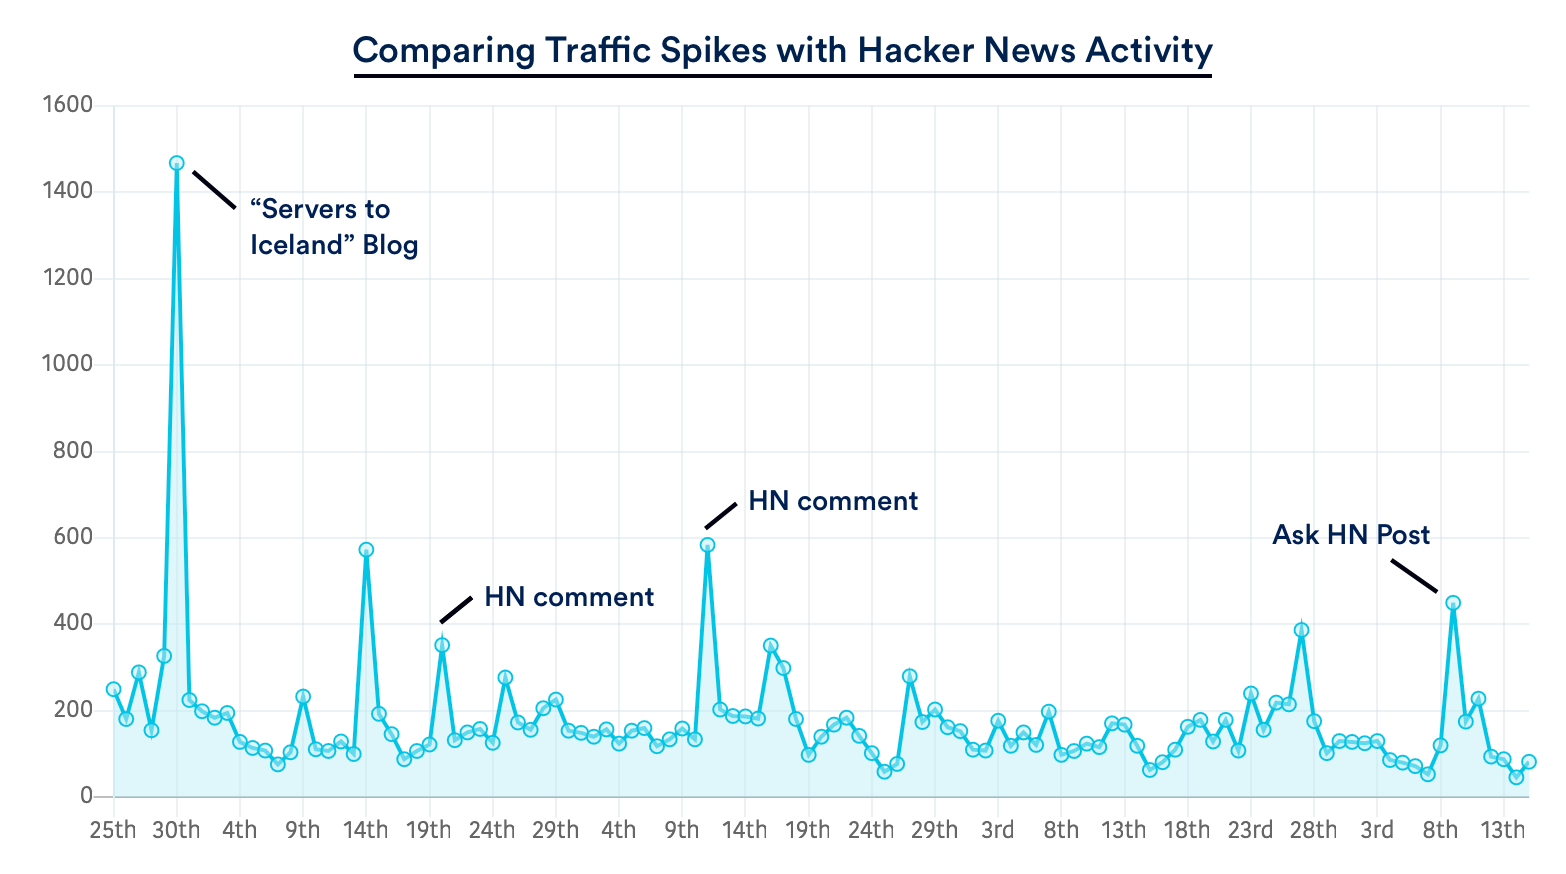 Comparing Traffic Spikes with Hacker News Activity
1600
1400
“Servers to
Iceland” Blog
1200
1000
800
HN comment
600
Ask HN Post
HN comment
400
200
0
25th 30th 4th 9th 14th 19th 24th 29th 4th 9th 14th 19th 24th 29th 3rd 8th 13th 18th 23rd 28th 3rd 8th 13th